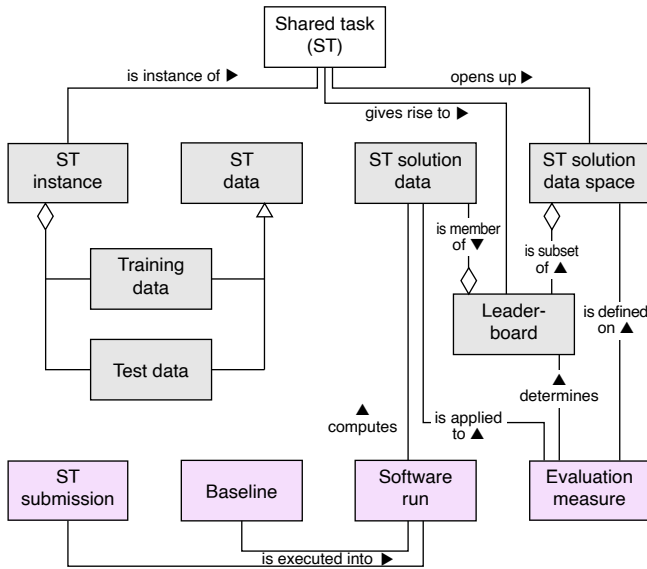 Shared task
(ST)
is instance of ▶
opens up ▶
gives rise to ▶
ST
instance
ST
data
ST solution
data
ST solution
data space
is member
of ▼
is subset
of ▲
Training
data
Leader-
board
is defined
on ▲
Test data
▲
determines
▲
computes
is applied
to ▲
ST
submission
Baseline
Software
run
Evaluation
measure
is executed into ▶